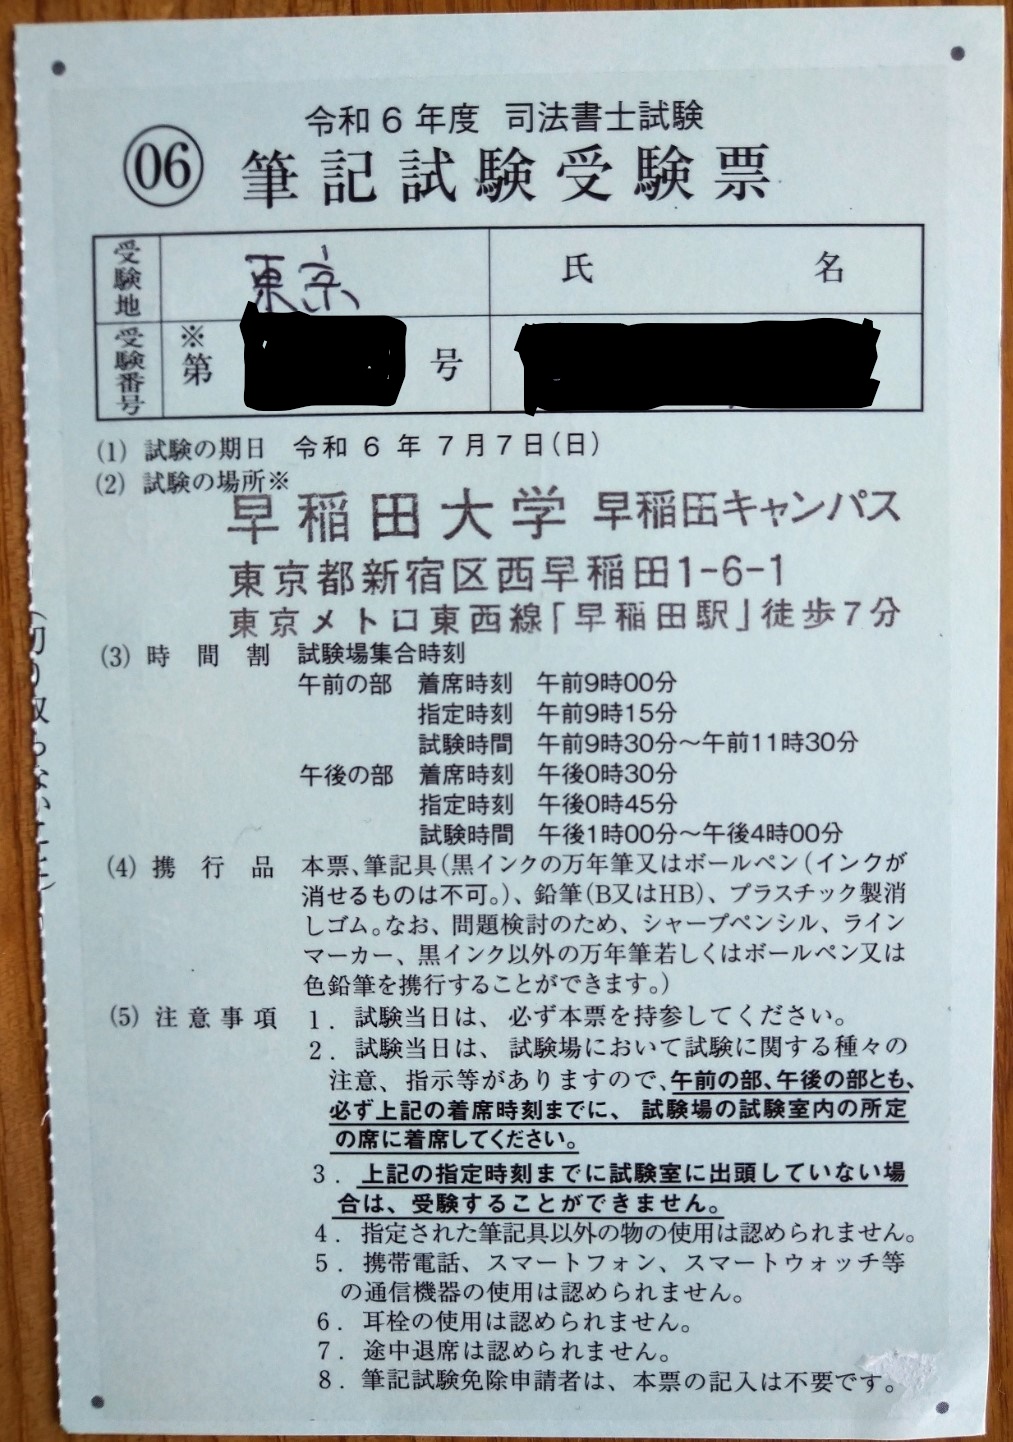 令和6年度 司法書士試験
06 筆記試験受験票
受験地 東京 氏名
受験番号 ※第 号
(1) 試験の期日 令和6年7月7日(日)
(2) 試験の場所※
早稲田大学 早稲田キャンパス
東京都新宿区西早稲田1-6-1
東京メトロ東西線「早稲田駅」徒歩7分
(3) 時間割 試験場集合時刻
午前の部 着席時刻 午前9時00分
指定時刻 午前9時15分
試験時間 午前9時30分~午前11時30分
午後の部 着席時刻 午後0時30分
指定時刻 午後0時45分
試験時間 午後1時00分~午後4時00分
(4) 携行品 本票、筆記具(黒インクの万年筆又はボールペン(インクが
消せるものは不可。)、鉛筆(B又はHB)、プラスチック製消
しゴム。なお、問題検討のため、シャープペンシル、ライン
マーカー、黒インク以外の万年筆若しくはボールペン又は
色鉛筆を携行することができます。)
(5) 注意事項 1. 試験当日は、必ず本票を持参してください。
2. 試験当日は、試験場において試験に関する種々の
注意、指示等がありますので、午前の部、午後の部とも、
必ず上記の着席時刻までに、試験場の試験室内の所定
の席に着席してください。
3. 上記の指定時刻までに試験室に出頭していない場
合は、受験することができません。
4. 指定された筆記具以外の物の使用は認められません。
5. 携帯電話、スマートフォン、スマートウォッチ等
の通信機器の使用は認められません。
6. 耳栓の使用は認められません。
7. 途中退席は認められません。
8. 筆記試験免除申請者は、本票の記入は不要です。